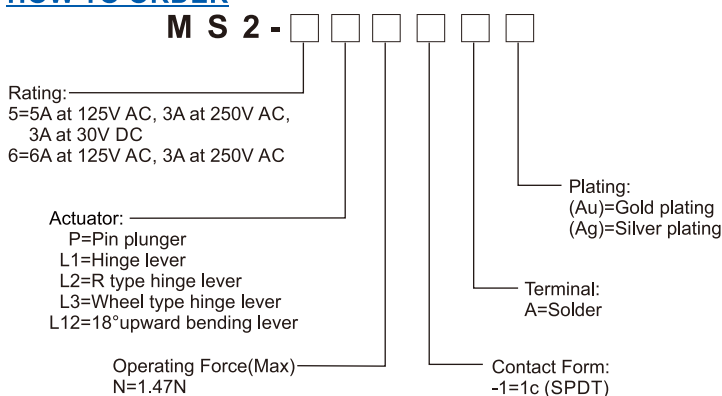 HOW TO ORDER
M S 2 -
Rating:
5=5A at 125V AC, 3A at 250V AC,
3A at 30V DC
6=6A at 125V AC, 3A at 250V AC
Actuator:
P=Pin plunger
L1=Hinge lever
L2=R type hinge lever
L3=Wheel type hinge lever
L12=18°upward bending lever
Operating Force(Max)
N=1.47N
Plating:
(Au)=Gold plating
(Ag)=Silver plating
Terminal:
A=Solder
Contact Form:
-1=1c (SPDT)